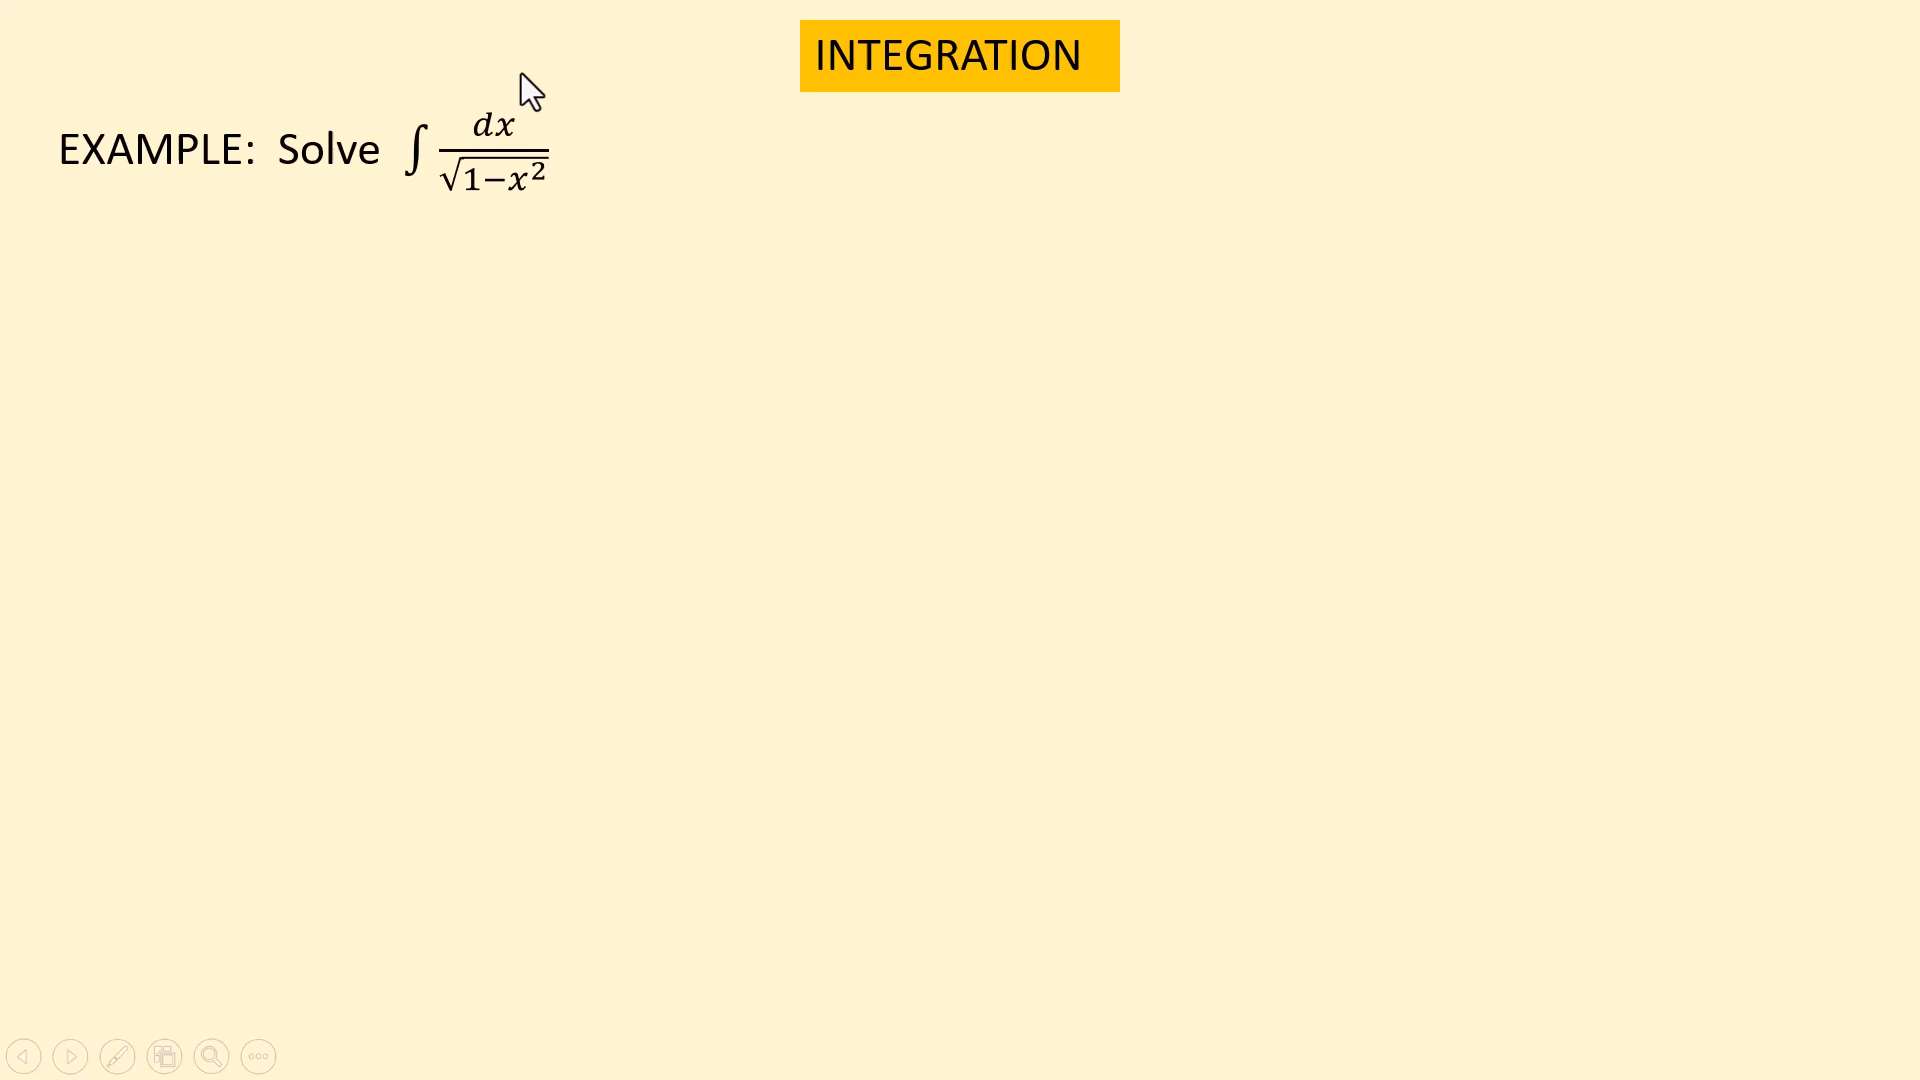 INTEGRATION
EXAMPLE: Solve ∫ dx/√(1−x²)